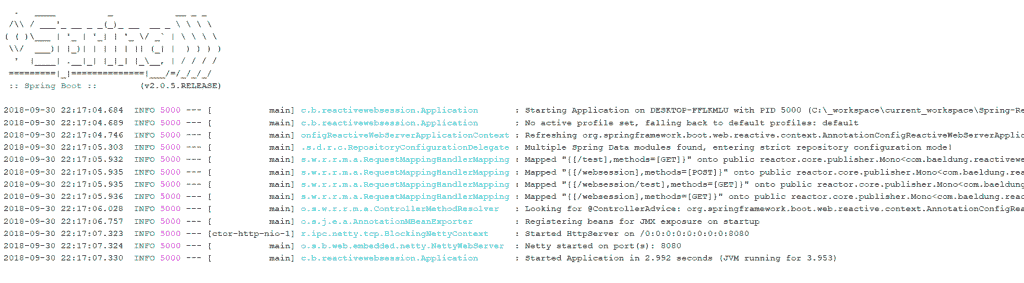 .   ____          _            __ _ _
 /\\ / ___'_ __ _ _(_)_ __  __ _ \ \ \ \
( ( )\___ | '_ | '_| | '_ \/ _` | \ \ \ \
 \\/  ___)| |_)| | | | | || (_| |  ) ) ) )
  '  |____| .__|_| |_|_| |_\__, | / / / /
 =========|_|==============|___/=/_/_/_/
 :: Spring Boot ::        (v2.0.5.RELEASE)
2018-09-30 22:17:04.684  INFO 5000 --- [           main] c.b.reactivewebsession.Application       : Starting Application on DESKTOP-FFLKMLU with PID 5000 (C:\_workspace\current_workspace\Spring-Re
2018-09-30 22:17:04.689  INFO 5000 --- [           main] c.b.reactivewebsession.Application       : No active profile set, falling back to default profiles: default
2018-09-30 22:17:04.746  INFO 5000 --- [           main] onfigReactiveWebServerApplicationContext : Refreshing org.springframework.boot.web.reactive.context.AnnotationConfigReactiveWebServerApplic
2018-09-30 22:17:05.303  INFO 5000 --- [           main] .s.d.r.c.RepositoryConfigurationDelegate : Multiple Spring Data modules found, entering strict repository configuration mode!
2018-09-30 22:17:05.932  INFO 5000 --- [           main] s.w.r.r.m.a.RequestMappingHandlerMapping : Mapped "{[/test],methods=[GET]}" onto public reactor.core.publisher.Mono<com.baeldung.reactivewe
2018-09-30 22:17:05.935  INFO 5000 --- [           main] s.w.r.r.m.a.RequestMappingHandlerMapping : Mapped "{[/websession],methods=[POST]}" onto public reactor.core.publisher.Mono<com.baeldung.rea
2018-09-30 22:17:05.935  INFO 5000 --- [           main] s.w.r.r.m.a.RequestMappingHandlerMapping : Mapped "{[/websession/test],methods=[GET]}" onto public reactor.core.publisher.Mono<com.baeldung
2018-09-30 22:17:05.936  INFO 5000 --- [           main] s.w.r.r.m.a.RequestMappingHandlerMapping : Mapped "{[/websession],methods=[GET]}" onto public reactor.core.publisher.Mono<com.baeldung.reac
2018-09-30 22:17:06.028  INFO 5000 --- [           main] o.s.w.r.r.m.a.ControllerMethodResolver   : Looking for @ControllerAdvice: org.springframework.boot.web.reactive.context.AnnotationConfigRea
2018-09-30 22:17:06.757  INFO 5000 --- [           main] o.s.j.e.a.AnnotationMBeanExporter        : Registering beans for JMX exposure on startup
2018-09-30 22:17:07.323  INFO 5000 --- [ctor-http-nio-1] r.ipc.netty.tcp.BlockingNettyContext     : Started HttpServer on /0:0:0:0:0:0:0:0:8080
2018-09-30 22:17:07.324  INFO 5000 --- [           main] o.s.b.web.embedded.netty.NettyWebServer  : Netty started on port(s): 8080
2018-09-30 22:17:07.330  INFO 5000 --- [           main] c.b.reactivewebsession.Application       : Started Application in 2.992 seconds (JVM running for 3.953)